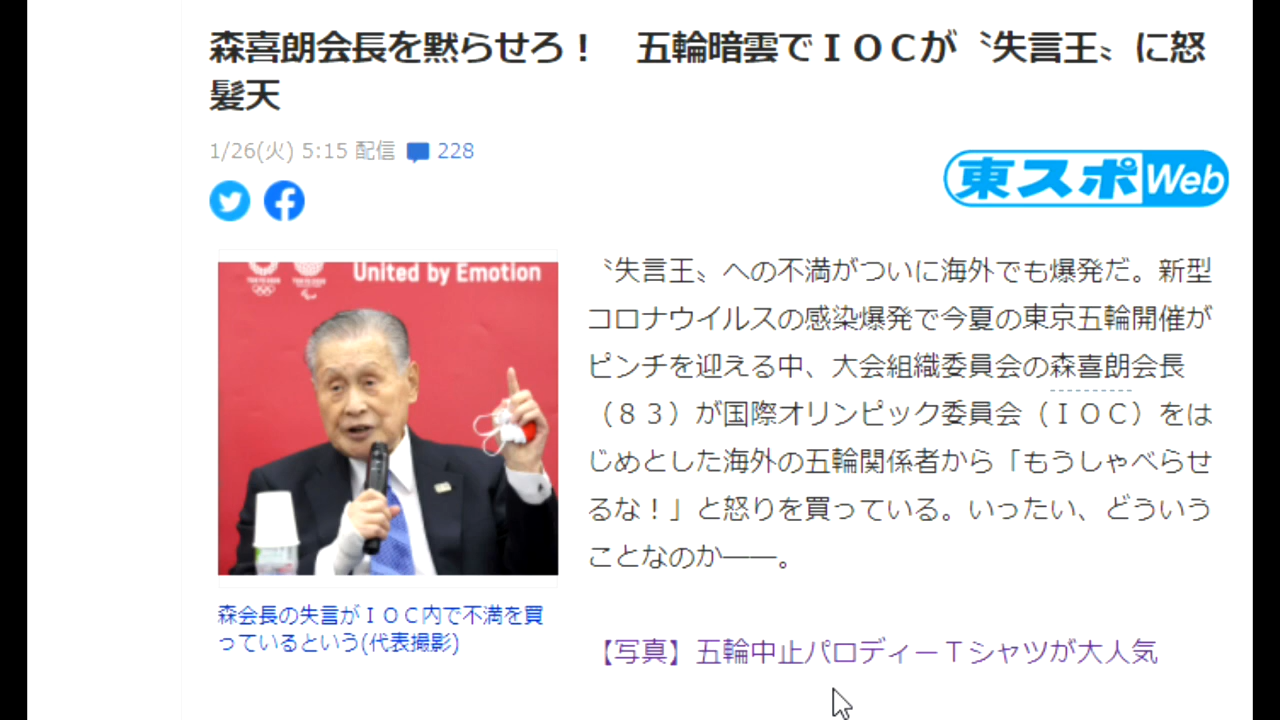 森喜朗会長を黙らせろ！　五輪暗雲でＩＯＣが〝失言王〟に怒
髪天
1/26(火) 5:15 配信 228
東スポWeb
United by Emotion
〝失言王〟への不満がついに海外でも爆発だ。新型
コロナウイルスの感染爆発で今夏の東京五輪開催が
ピンチを迎える中、大会組織委員会の森喜朗会長
（８３）が国際オリンピック委員会（ＩＯＣ）をは
じめとした海外の五輪関係者から「もうしゃべらせ
るな！」と怒りを買っている。いったい、どういう
ことなのか――。
森会長の失言がＩＯＣ内で不満を買
っているという(代表撮影)
【写真】五輪中止パロディーＴシャツが大人気